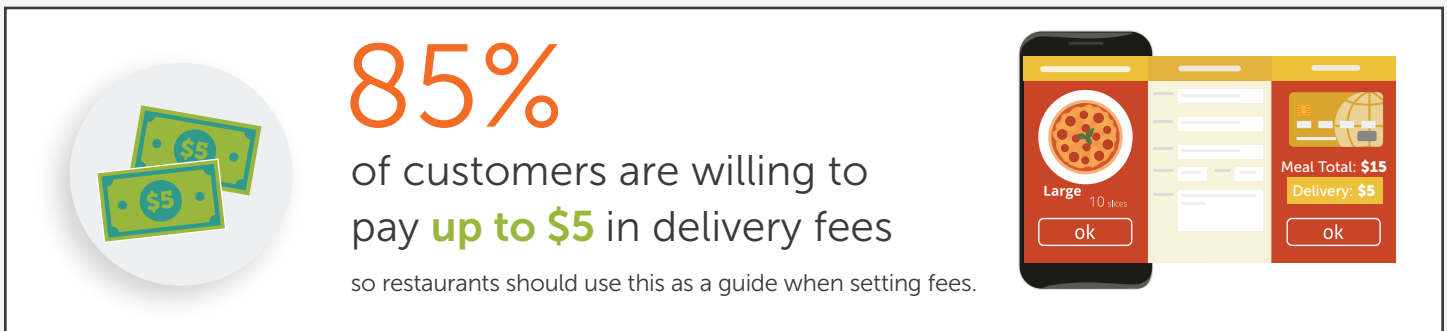 $5
$5
85%
of customers are willing to
pay up to $5 in delivery fees
so restaurants should use this as a guide when setting fees.
Large
10 slices
ok
Meal Total: $15
Delivery: $5
ok